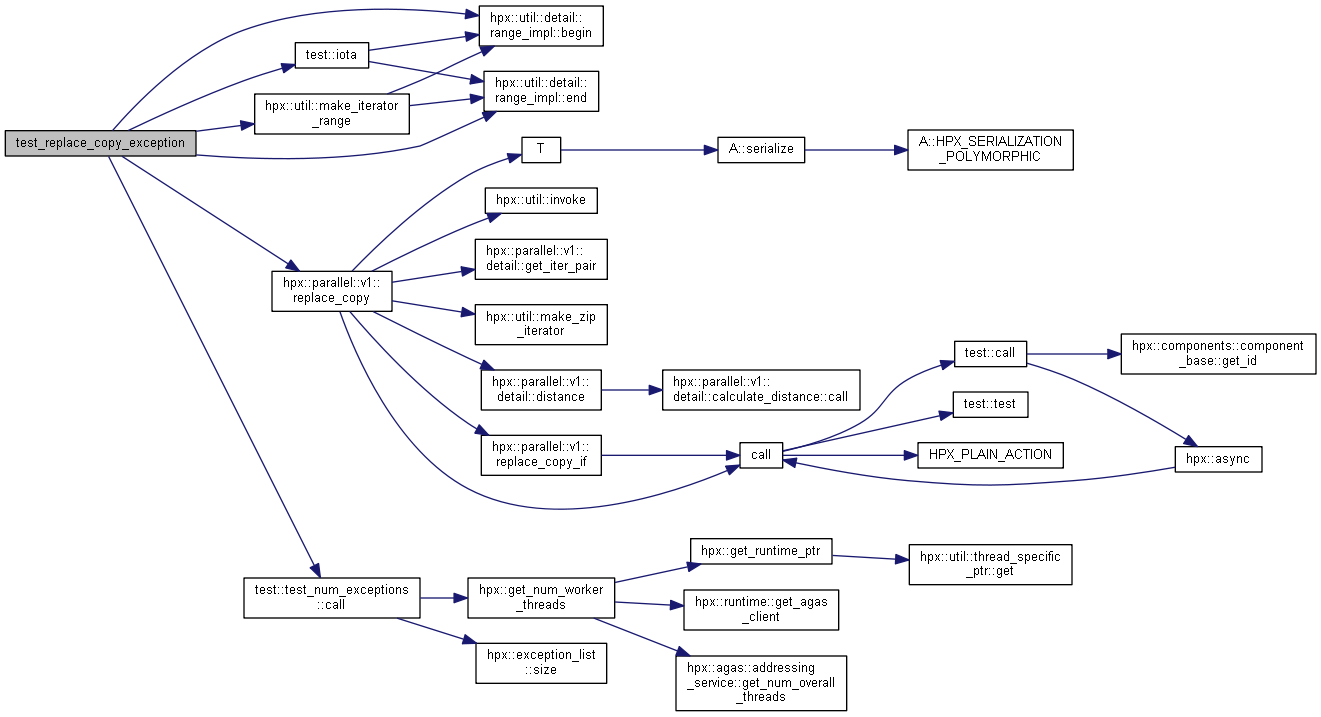 hpx::util::detail::
range_impl::begin
test::iota
hpx::util::detail::
range_impl::end
hpx::util::make_iterator
_range
test_replace_copy_exception
T
A::serialize
A::HPX_SERIALIZATION
_POLYMORPHIC
hpx::util::invoke
hpx::parallel::v1::
detail::get_iter_pair
hpx::parallel::v1::
replace_copy
hpx::util::make_zip
_iterator
hpx::parallel::v1::
detail::distance
hpx::parallel::v1::
detail::calculate_distance::call
test::call
hpx::components::component
_base::get_id
test::test
hpx::parallel::v1::
replace_copy_if
call
HPX_PLAIN_ACTION
hpx::async
hpx::get_runtime_ptr
hpx::util::thread_specific
_ptr::get
test::test_num_exceptions
::call
hpx::get_num_worker
_threads
hpx::runtime::get_agas
_client
hpx::exception_list
::size
hpx::agas::addressing
_service::get_num_overall
_threads